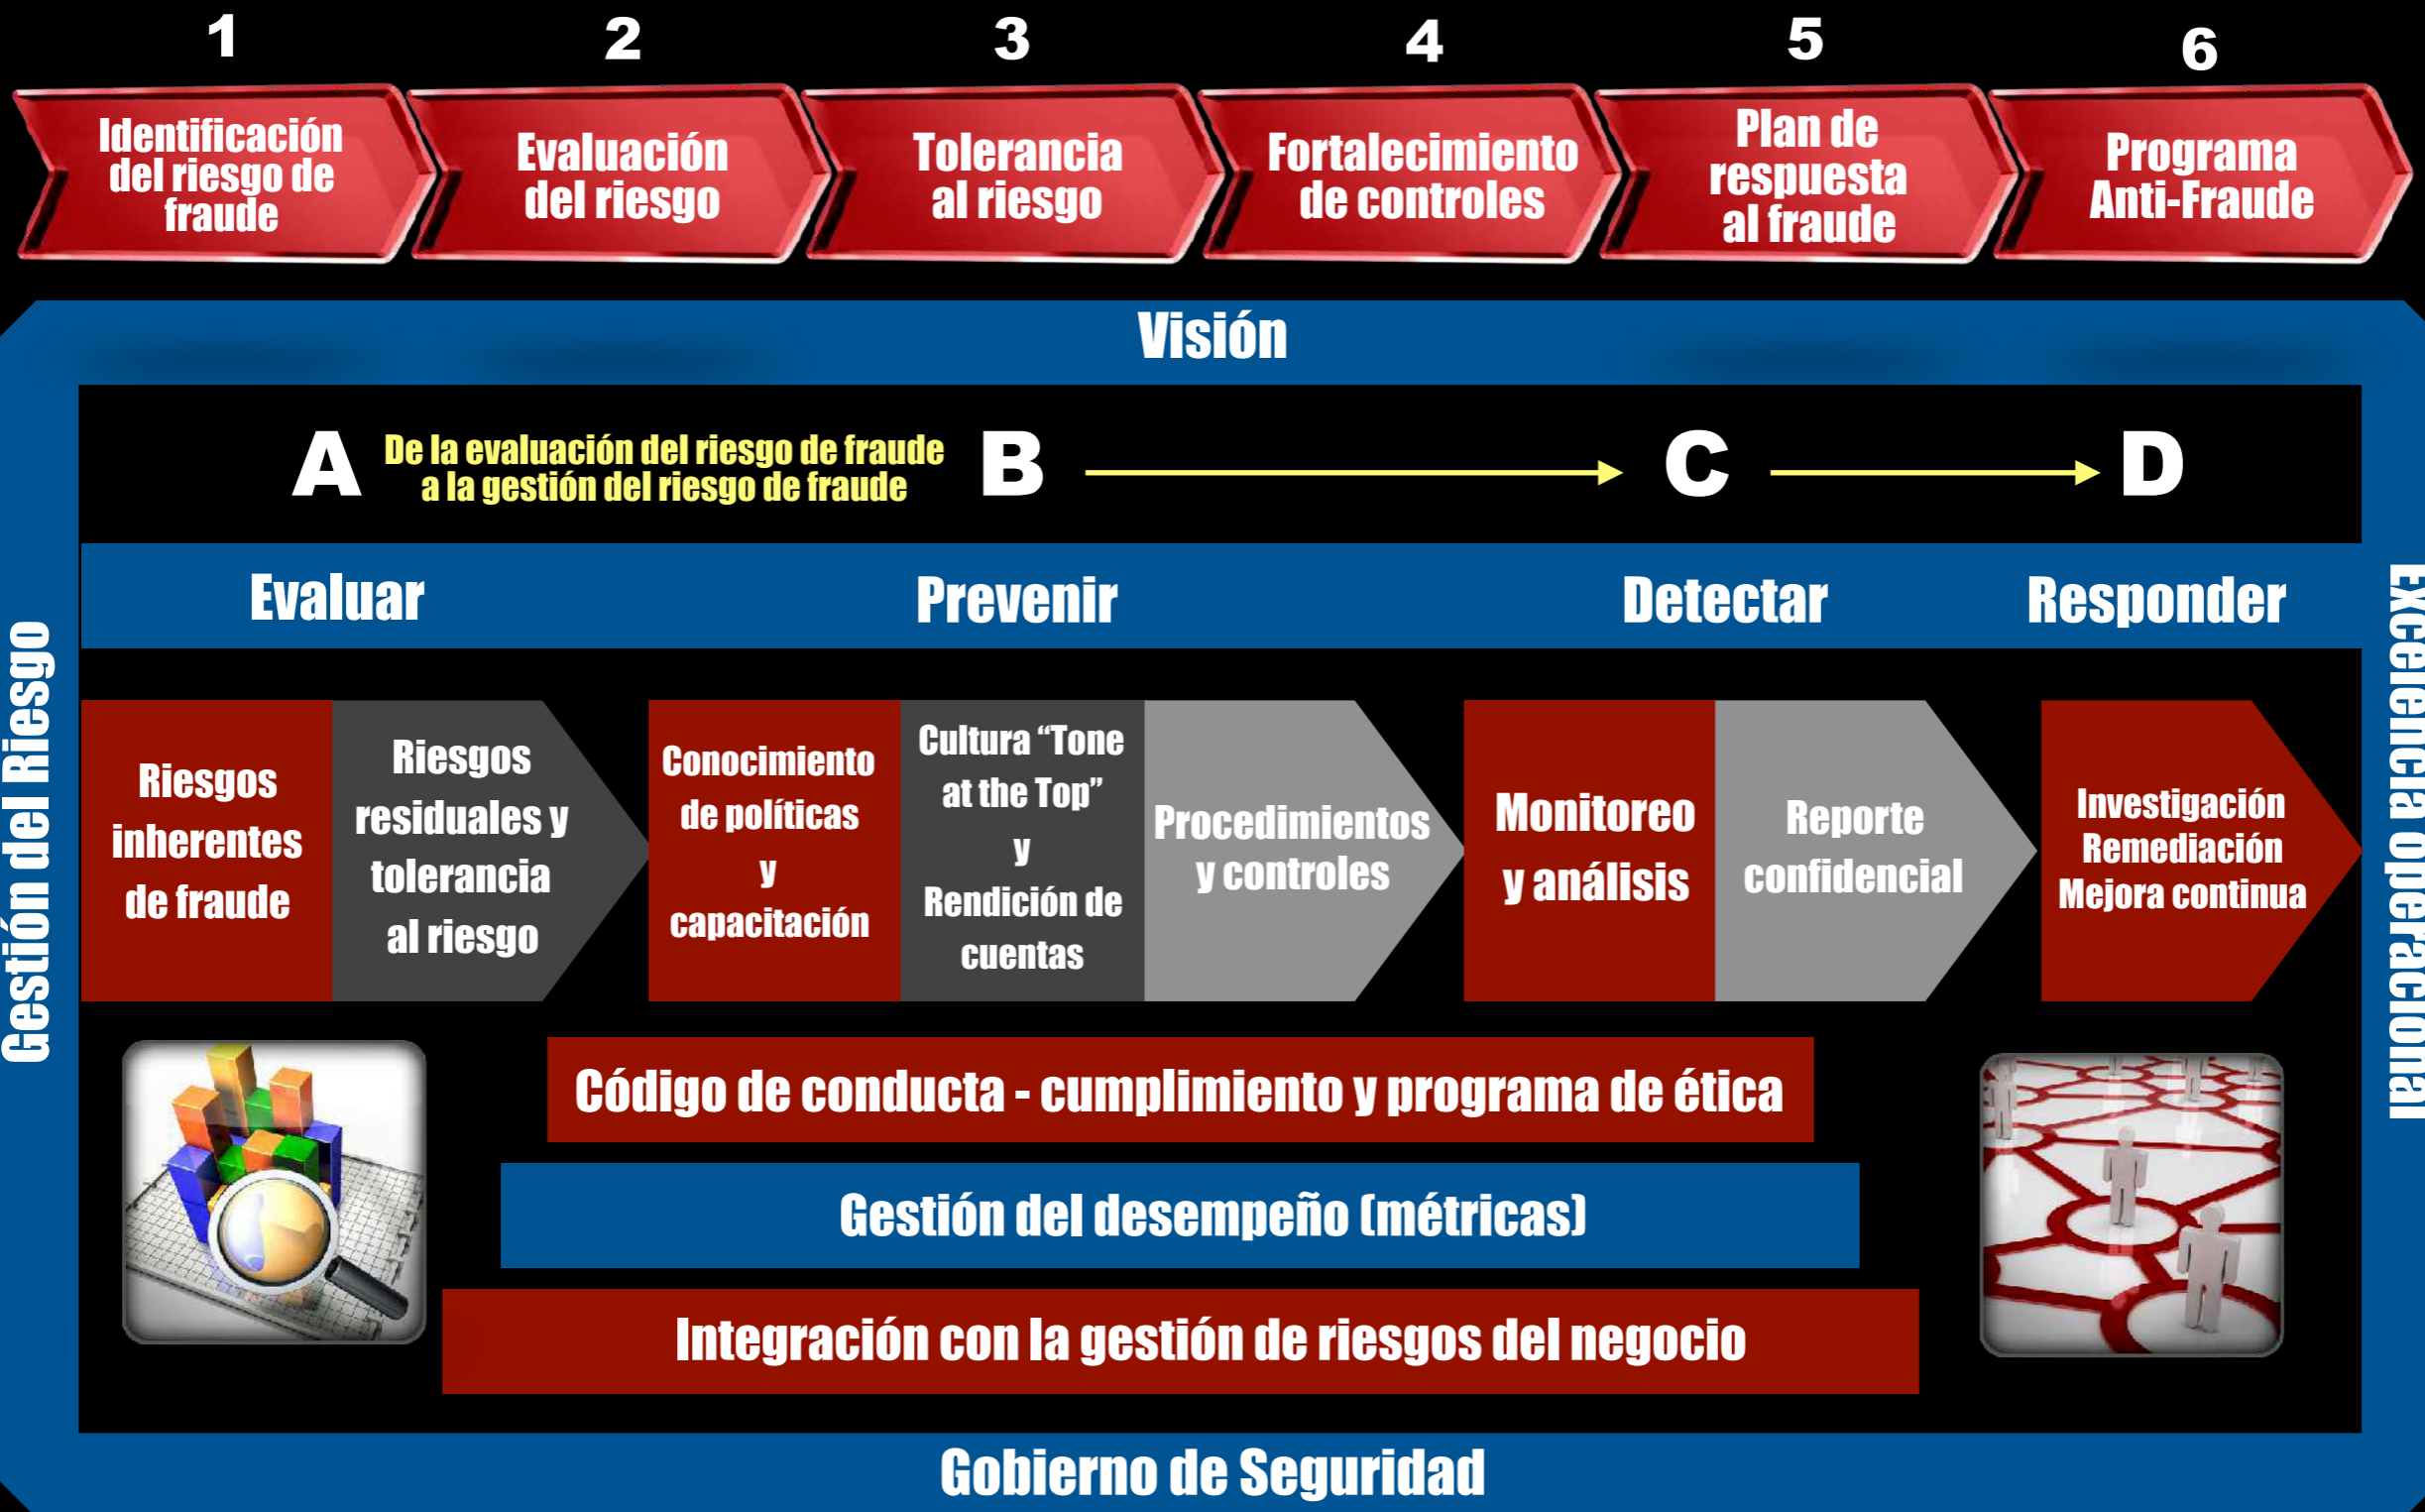 1
2
3
4
5
6
Identificación
del riesgo de
fraude
Evaluación
del riesgo
Tolerancia
al riesgo
Fortalecimiento
de controles
Plan de
respuesta
al fraude
Programa
Anti-Fraude
Visión
A
De la evaluación del riesgo de fraude
a la gestión del riesgo de fraude
B
C
D
Evaluar
Prevenir
Detectar
Responder
Gestión del Riesgo
Riesgos
inherentes
de fraude
Riesgos
residuales y
tolerancia
al riesgo
Conocimiento
de políticas
y
capacitación
Cultura “Tone
at the Top”
y
Rendición de
cuentas
Procedimientos
y controles
Monitoreo
y análisis
Reporte
confidencial
Investigación
Remediación
Mejora continua
Excelencia operacional
Código de conducta - cumplimiento y programa de ética
Gestión del desempeño (métricas)
Integración con la gestión de riesgos del negocio
Gobierno de Seguridad